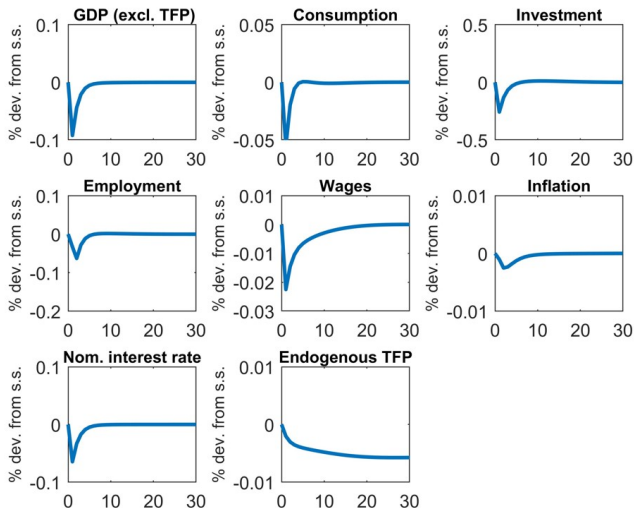 GDP (excl. TFP)
% dev. from s.s.
0.1
0
-0.1
0 10 20 30
Consumption
% dev. from s.s.
0.05
0
-0.05
0 10 20 30
Investment
% dev. from s.s.
0.5
0
-0.5
0 10 20 30
Employment
% dev. from s.s.
0.1
0
-0.1
-0.2
0 10 20 30
Wages
% dev. from s.s.
0.01
0
-0.01
-0.02
-0.03
0 10 20 30
Inflation
% dev. from s.s.
0.01
0
-0.01
0 10 20 30
Nom. interest rate
% dev. from s.s.
0.1
0
-0.1
0 10 20 30
Endogenous TFP
% dev. from s.s.
0.01
0
-0.01
0 10 20 30